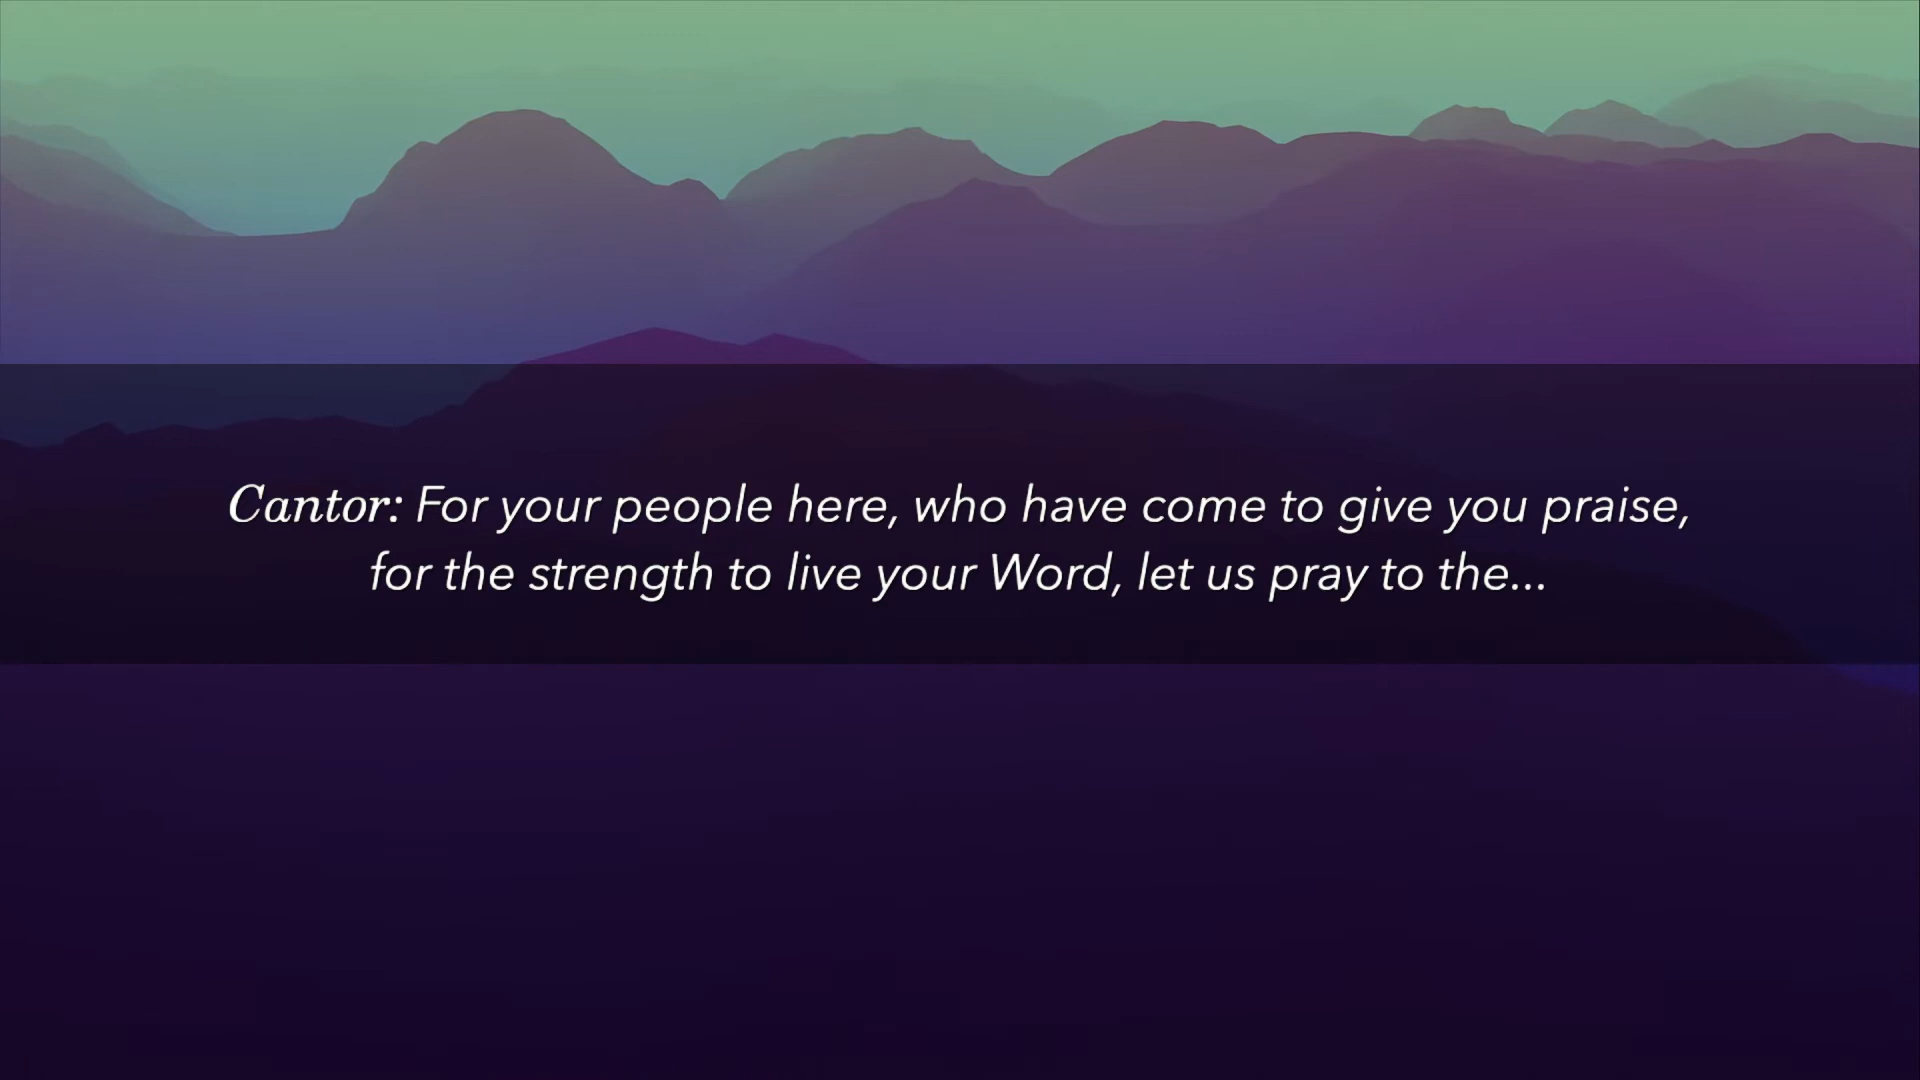 Cantor: For your people here, who have come to give you praise,
for the strength to live your Word, let us pray to the...